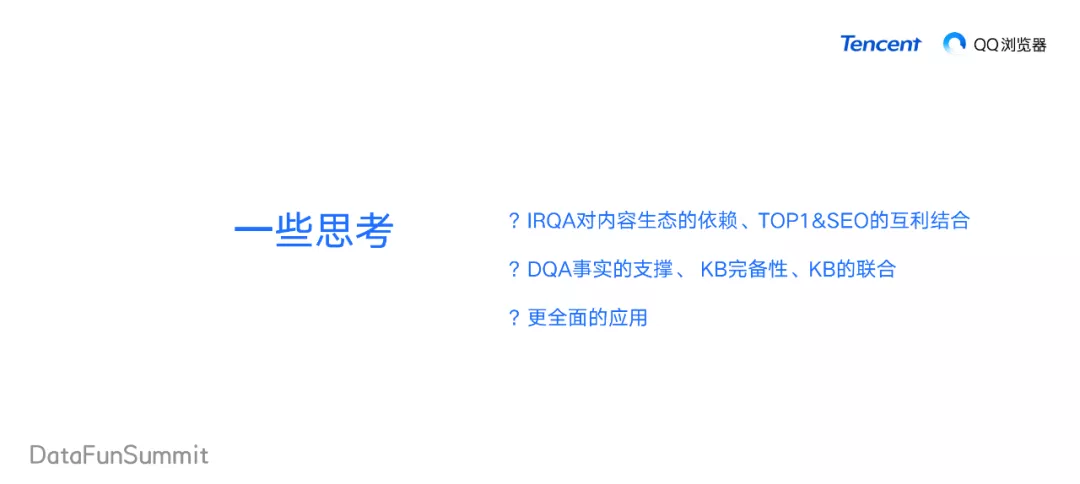 Tencent QQ浏览器
一些思考
? IRQA对内容生态的依赖、TOP1&SEO的互利结合
? DQA事实的支撑、 KB完备性、KB的联合
? 更全面的应用
DataFunSummit